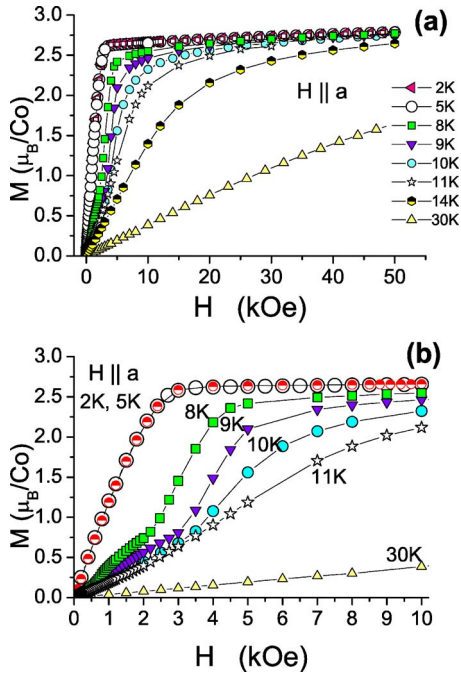 (a)
M (μB/Co)
3.0
2.5
2.0
1.5
1.0
0.5
0.0
H || a
2K
5K
8K
9K
10K
11K
14K
30K
0 10 20 30 40 50
H (kOe)
(b)
M (μB/Co)
3.0
2.5
2.0
1.5
1.0
0.5
0.0
H || a
2K, 5K
8K
9K
10K
11K
30K
0 1 2 3 4 5 6 7 8 9 10
H (kOe)